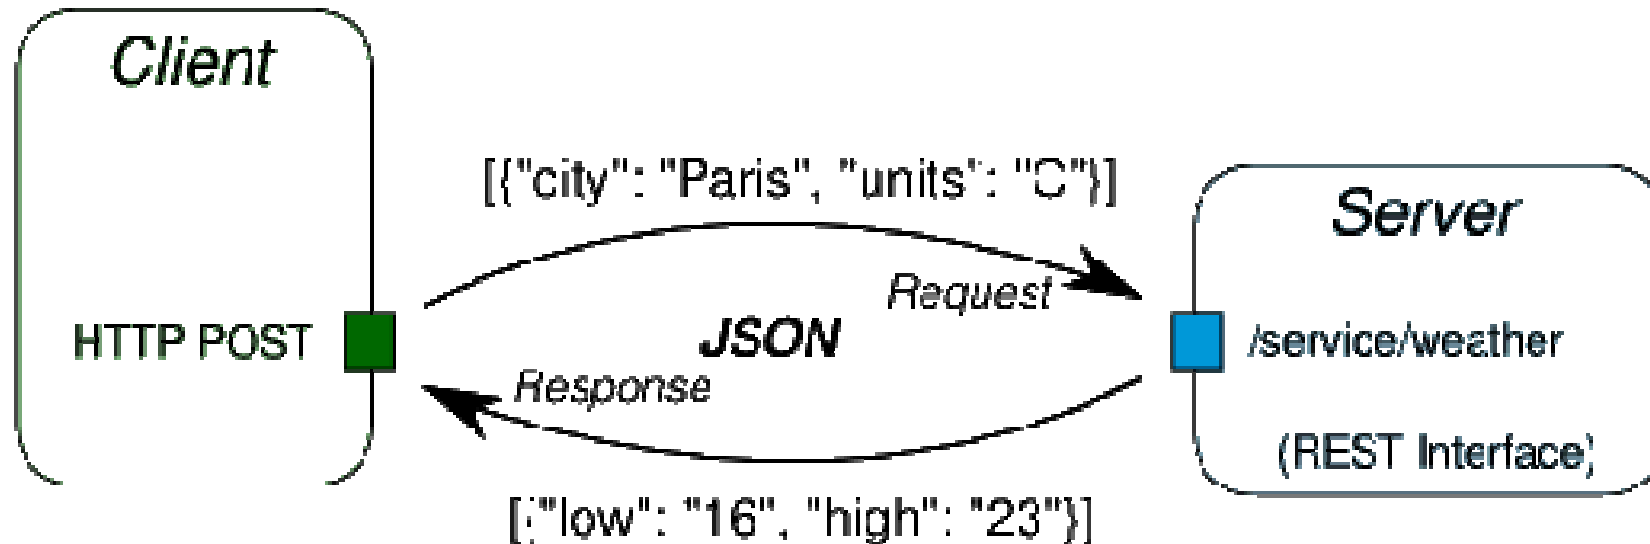 Client
[{"city": "Paris", "units": "C"}]
Server
Request
HTTP POST
JSON
/service/weather
Response
(REST Interface)
[{"low": "16", "high": "23"}]